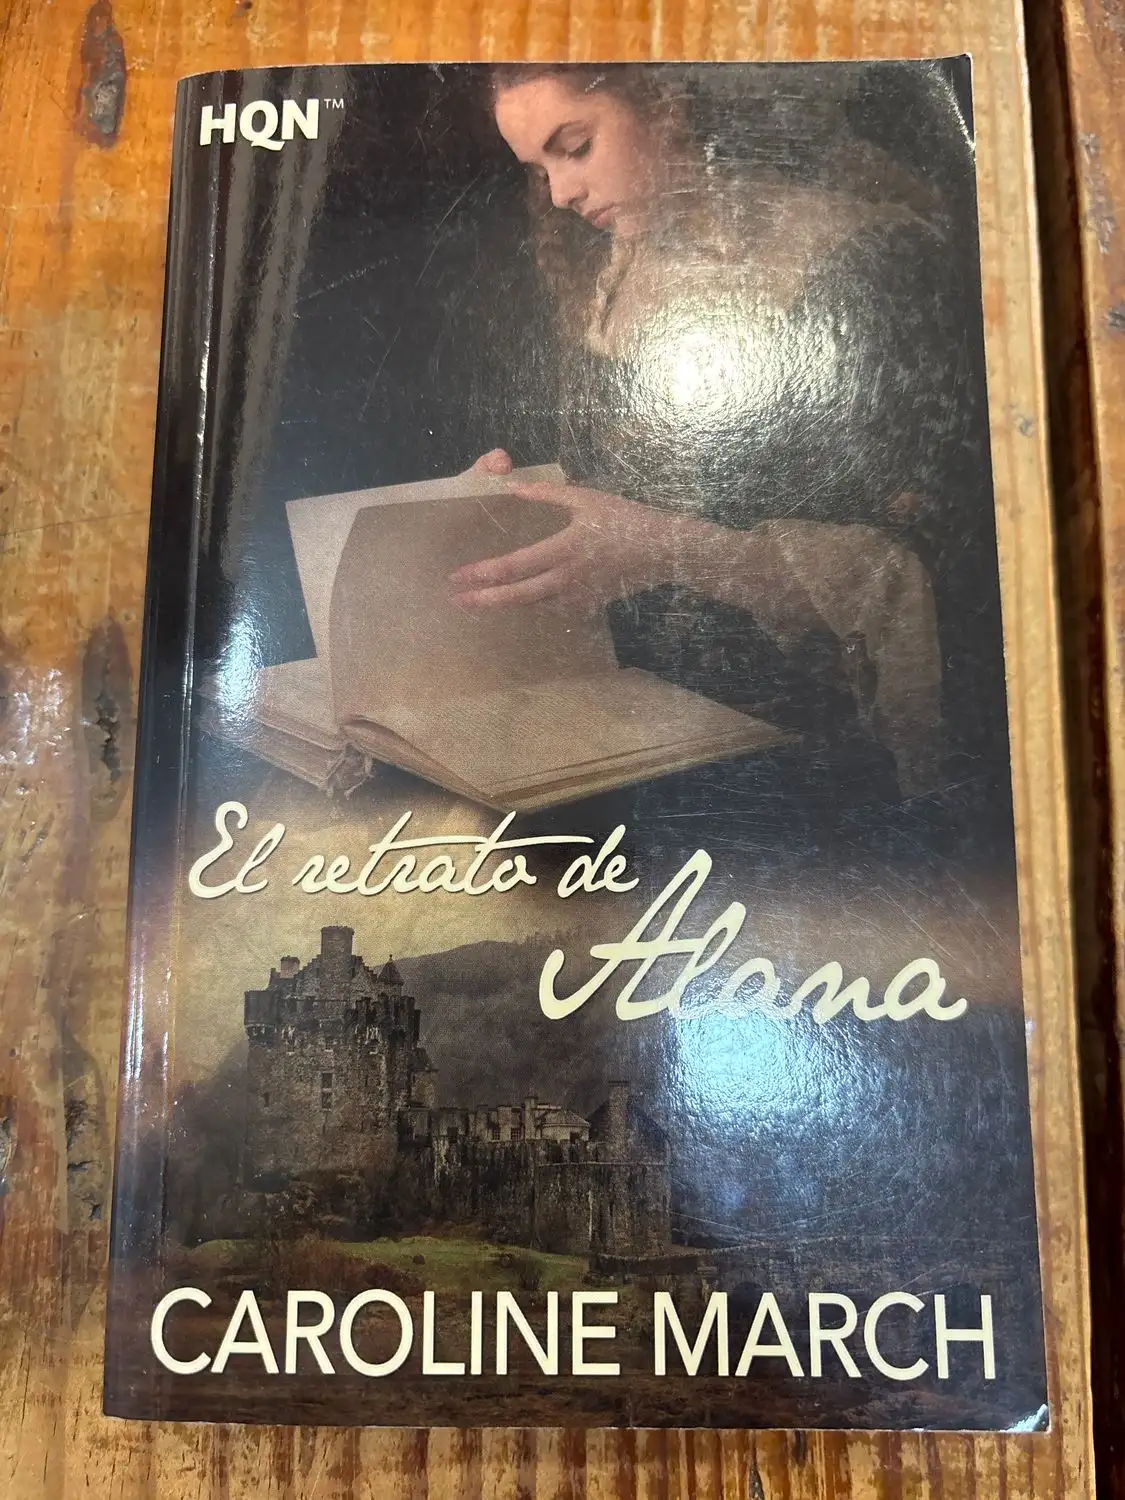 HQN™
El retrato de
Alana
CAROLINE MARCH